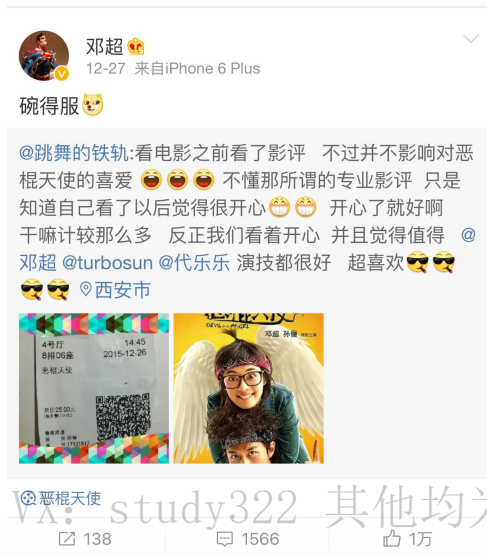 邓超
12-27 来自iPhone 6 Plus
碗得服
@跳舞的铁轨:看电影之前看了影评 不过并不影响对恶
棍天使的喜爱 不懂那所谓的专业影评 只是
知道自己看了以后觉得很开心 开心了就好啊
干嘛计较那么多 反正我们看着开心 并且觉得值得 @
邓超 @turbosun @代乐乐 演技都很好 超喜欢
西安市
4号厅 14:45
8排06座 2015-12-26
恶棍天使
DEVIL ANGEL
邓超 孙俪
恶棍天使
Vx: study322 其他均为
138 1566 1万